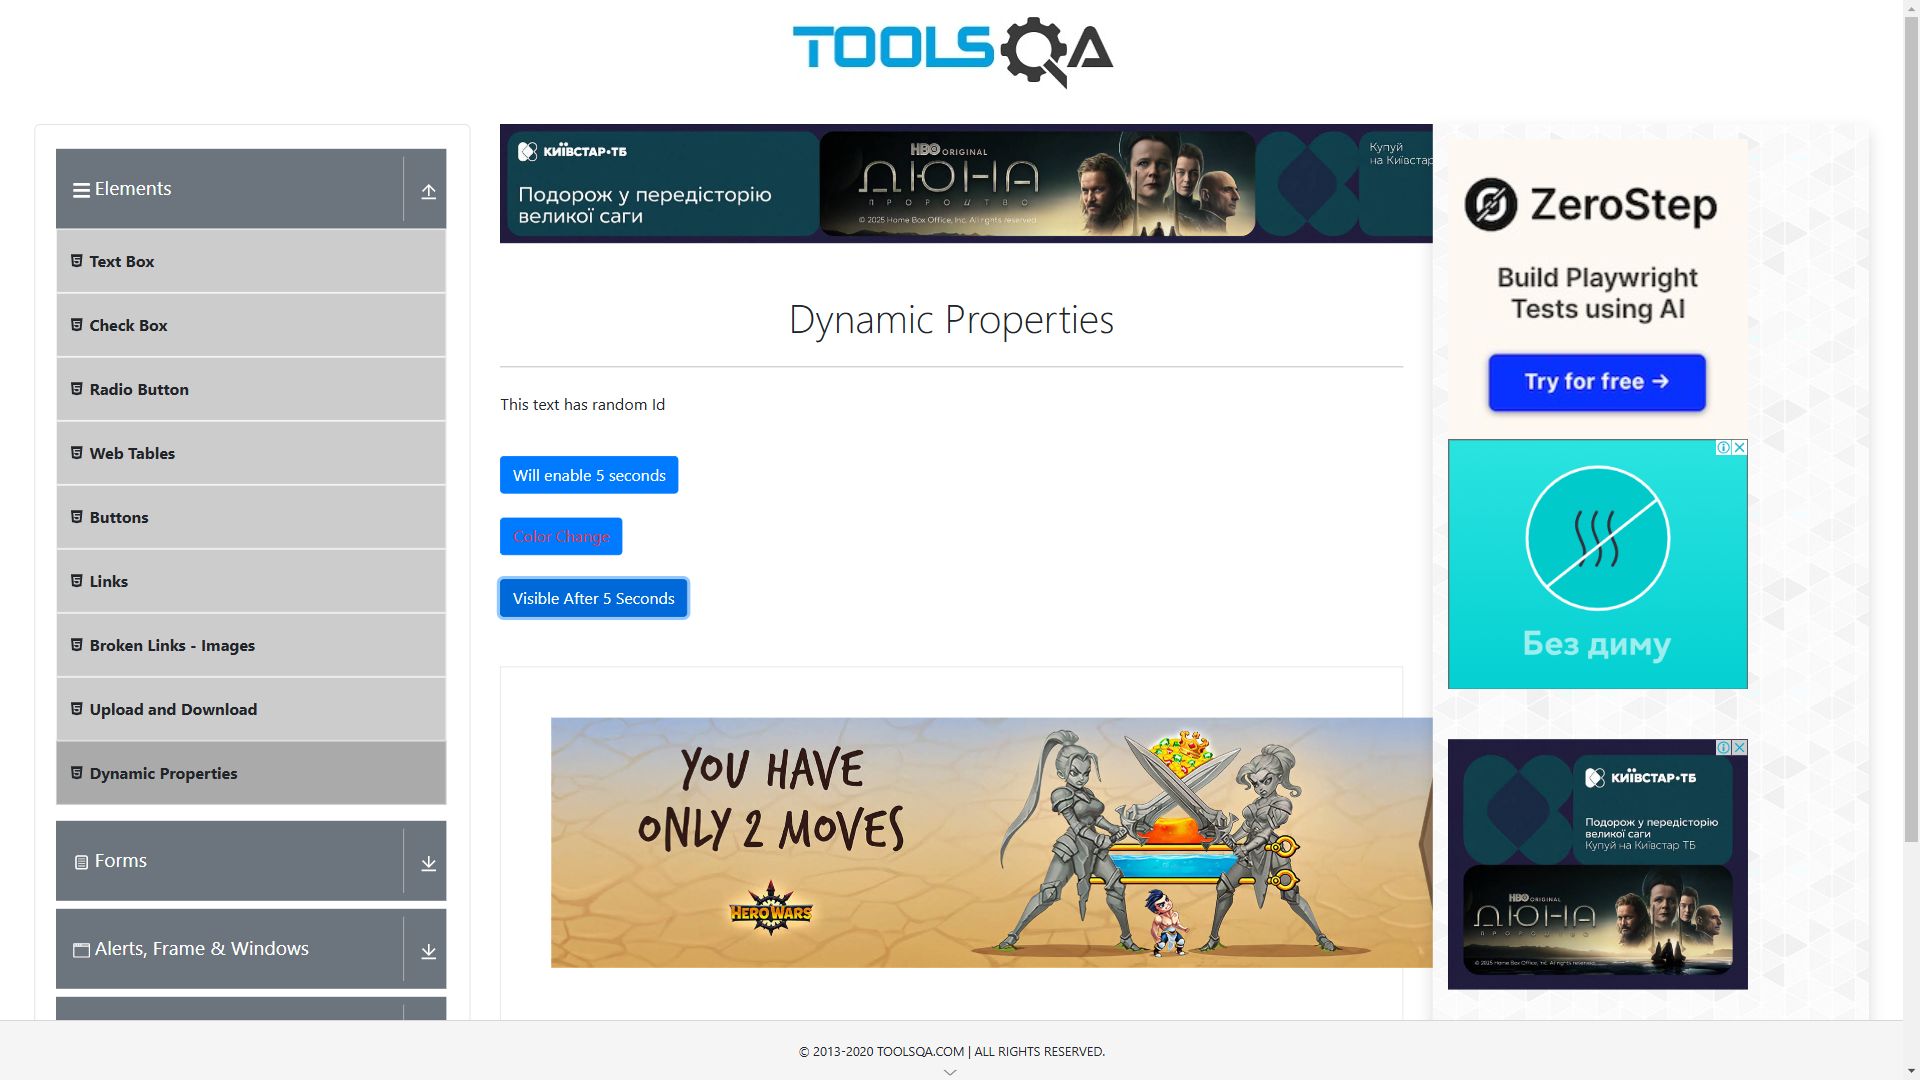 TOOLSQA
Elements
Text Box
Check Box
Radio Button
Web Tables
Buttons
Links
Broken Links - Images
Upload and Download
Dynamic Properties
Forms
Alerts, Frame & Windows
КИЇВСТАР•ТБ
Подорож у передісторію
великої саги
HBO ORIGINAL
ДЮНА
ПРОРОЦТВО
© 2025 Home Box Office, Inc. All rights reserved.
Купуй
на Київстар
Dynamic Properties
This text has random Id
Will enable 5 seconds
Color Change
Visible After 5 Seconds
YOU HAVE
ONLY 2 MOVES
HERO WARS
ZeroStep
Build Playwright
Tests using AI
Try for free →
Без диму
КИЇВСТАР•ТБ
Подорож у передісторію
великої саги
Купуй на Київстар ТБ
HBO ORIGINAL
ДЮНА
ПРОРОЦТВО
© 2025 Home Box Office, Inc. All rights reserved.
© 2013-2020 TOOLSQA.COM | ALL RIGHTS RESERVED.